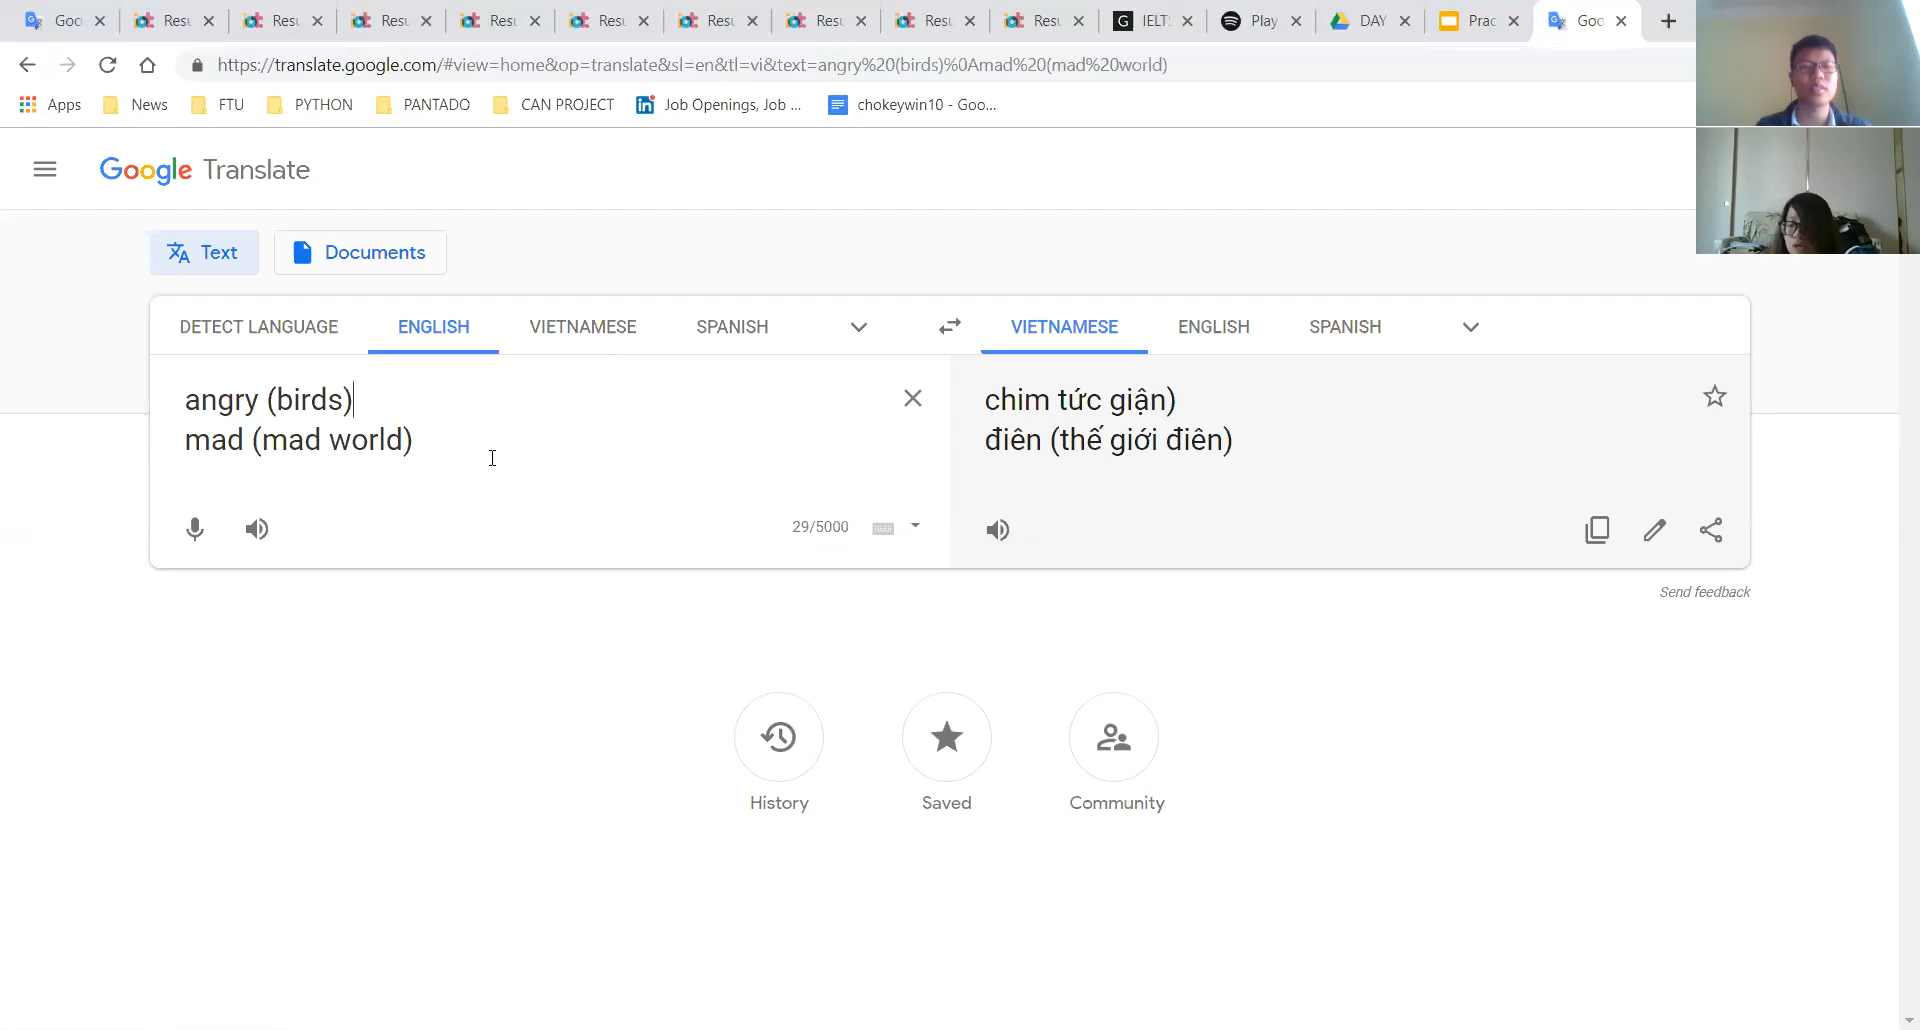 Goo Resu Resu Resu Resu Resu Resu Resu Resu Resu IELT Play DAY Prac Goo
https://translate.google.com/#view=home&op=translate&sl=en&tl=vi&text=angry%20(birds)%0Amad%20(mad%20world)
Apps News FTU PYTHON PANTADO CAN PROJECT Job Openings, Job ... chokeywin10 - Goo...
Google Translate
Text Documents
DETECT LANGUAGE ENGLISH VIETNAMESE SPANISH VIETNAMESE ENGLISH SPANISH
angry (birds)
mad (mad world)
chim tức giận)
điên (thế giới điên)
29/5000
Send feedback
History Saved Community